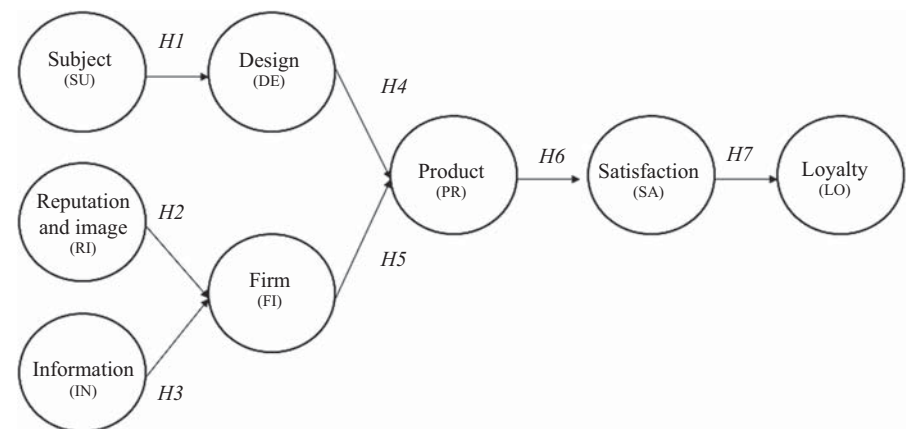 Subject
(SU)
H1
Design
(DE)
H4
Reputation
and image
(RI)
H2
Information
(IN)
H3
Firm
(FI)
H5
Product
(PR)
H6
Satisfaction
(SA)
H7
Loyalty
(LO)